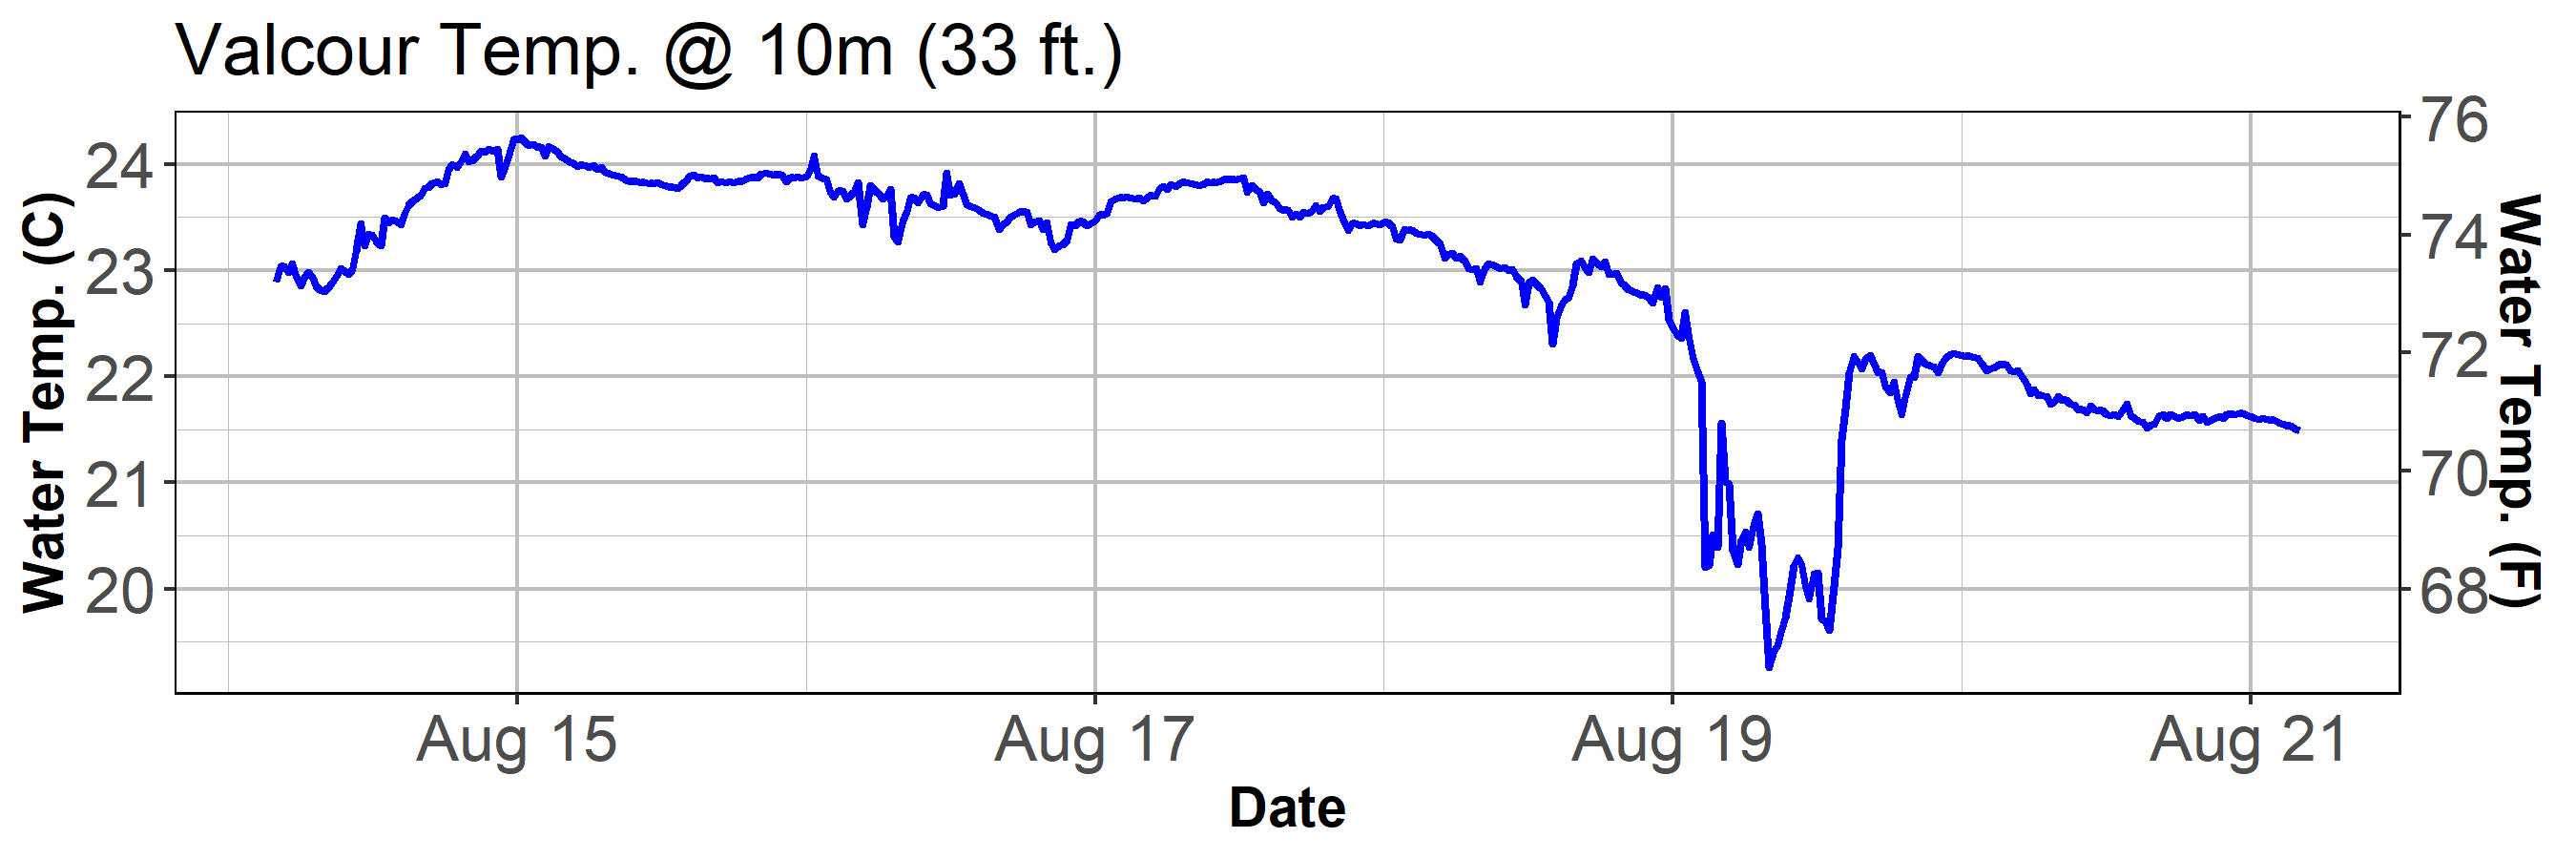 Valcour Temp. @ 10m (33 ft.)
Water Temp. (C)
24
23
22
21
20
76
74
72
70
68
Water Temp. (F)
Aug 15
Aug 17
Aug 19
Aug 21
Date